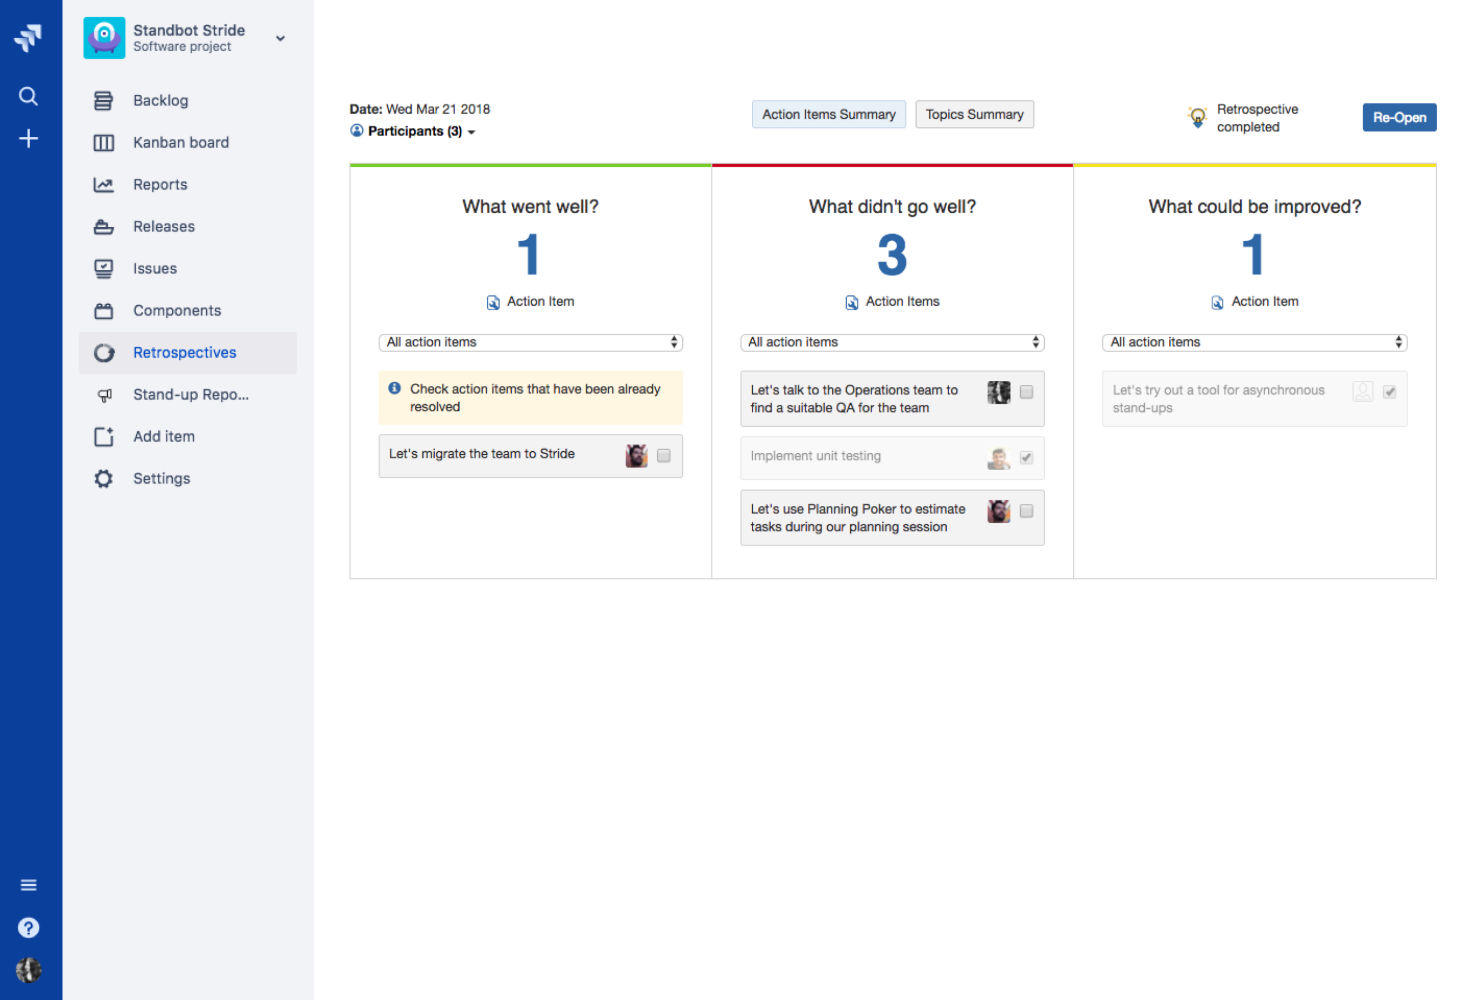 Standbot Stride
Software project
Backlog
Kanban board
Reports
Releases
Issues
Components
Retrospectives
Stand-up Repo...
Add item
Settings
Date: Wed Mar 21 2018
Participants (3)
Action Items Summary
Topics Summary
Retrospective
completed
Re-Open
What went well?
1
Action Item
All action items
Check action items that have been already
resolved
Let's migrate the team to Stride
What didn't go well?
3
Action Items
All action items
Let's talk to the Operations team to
find a suitable QA for the team
Implement unit testing
Let's use Planning Poker to estimate
tasks during our planning session
What could be improved?
1
Action Item
All action items
Let's try out a tool for asynchronous
stand-ups